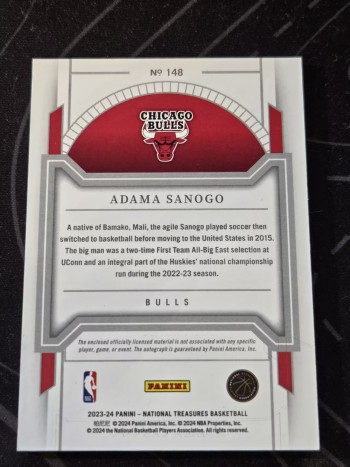 Nº 148
CHICAGO
BULLS
ADAMA SANOGO
A native of Bamako, Mali, the agile Sanogo played soccer then
switched to basketball before moving to the United States in 2015.
The big man was a two-time First Team All-Big East selection at
UConn and an integral part of the Huskies' national championship
run during the 2022-23 season.
BULLS
The enclosed officially licensed material is not associated with any specific
player, game, or event. The autograph is guaranteed by Panini America, Inc.
NBA
PANINI
2023-24 PANINI – NATIONAL TREASURES BASKETBALL
© 2024 Panini America, Inc. © 2024 NBA Properties, Inc.
© 2024 the National Basketball Players Association. All rights reserved.